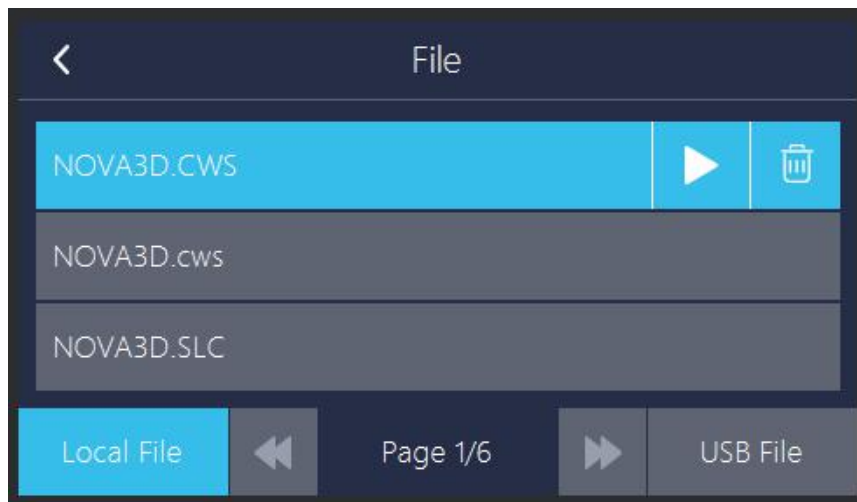 File
NOVA3D.CWS
NOVA3D.cws
NOVA3D.SLC
Local File Page 1/6 USB File